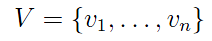 V = {v₁, . . . , vₙ}